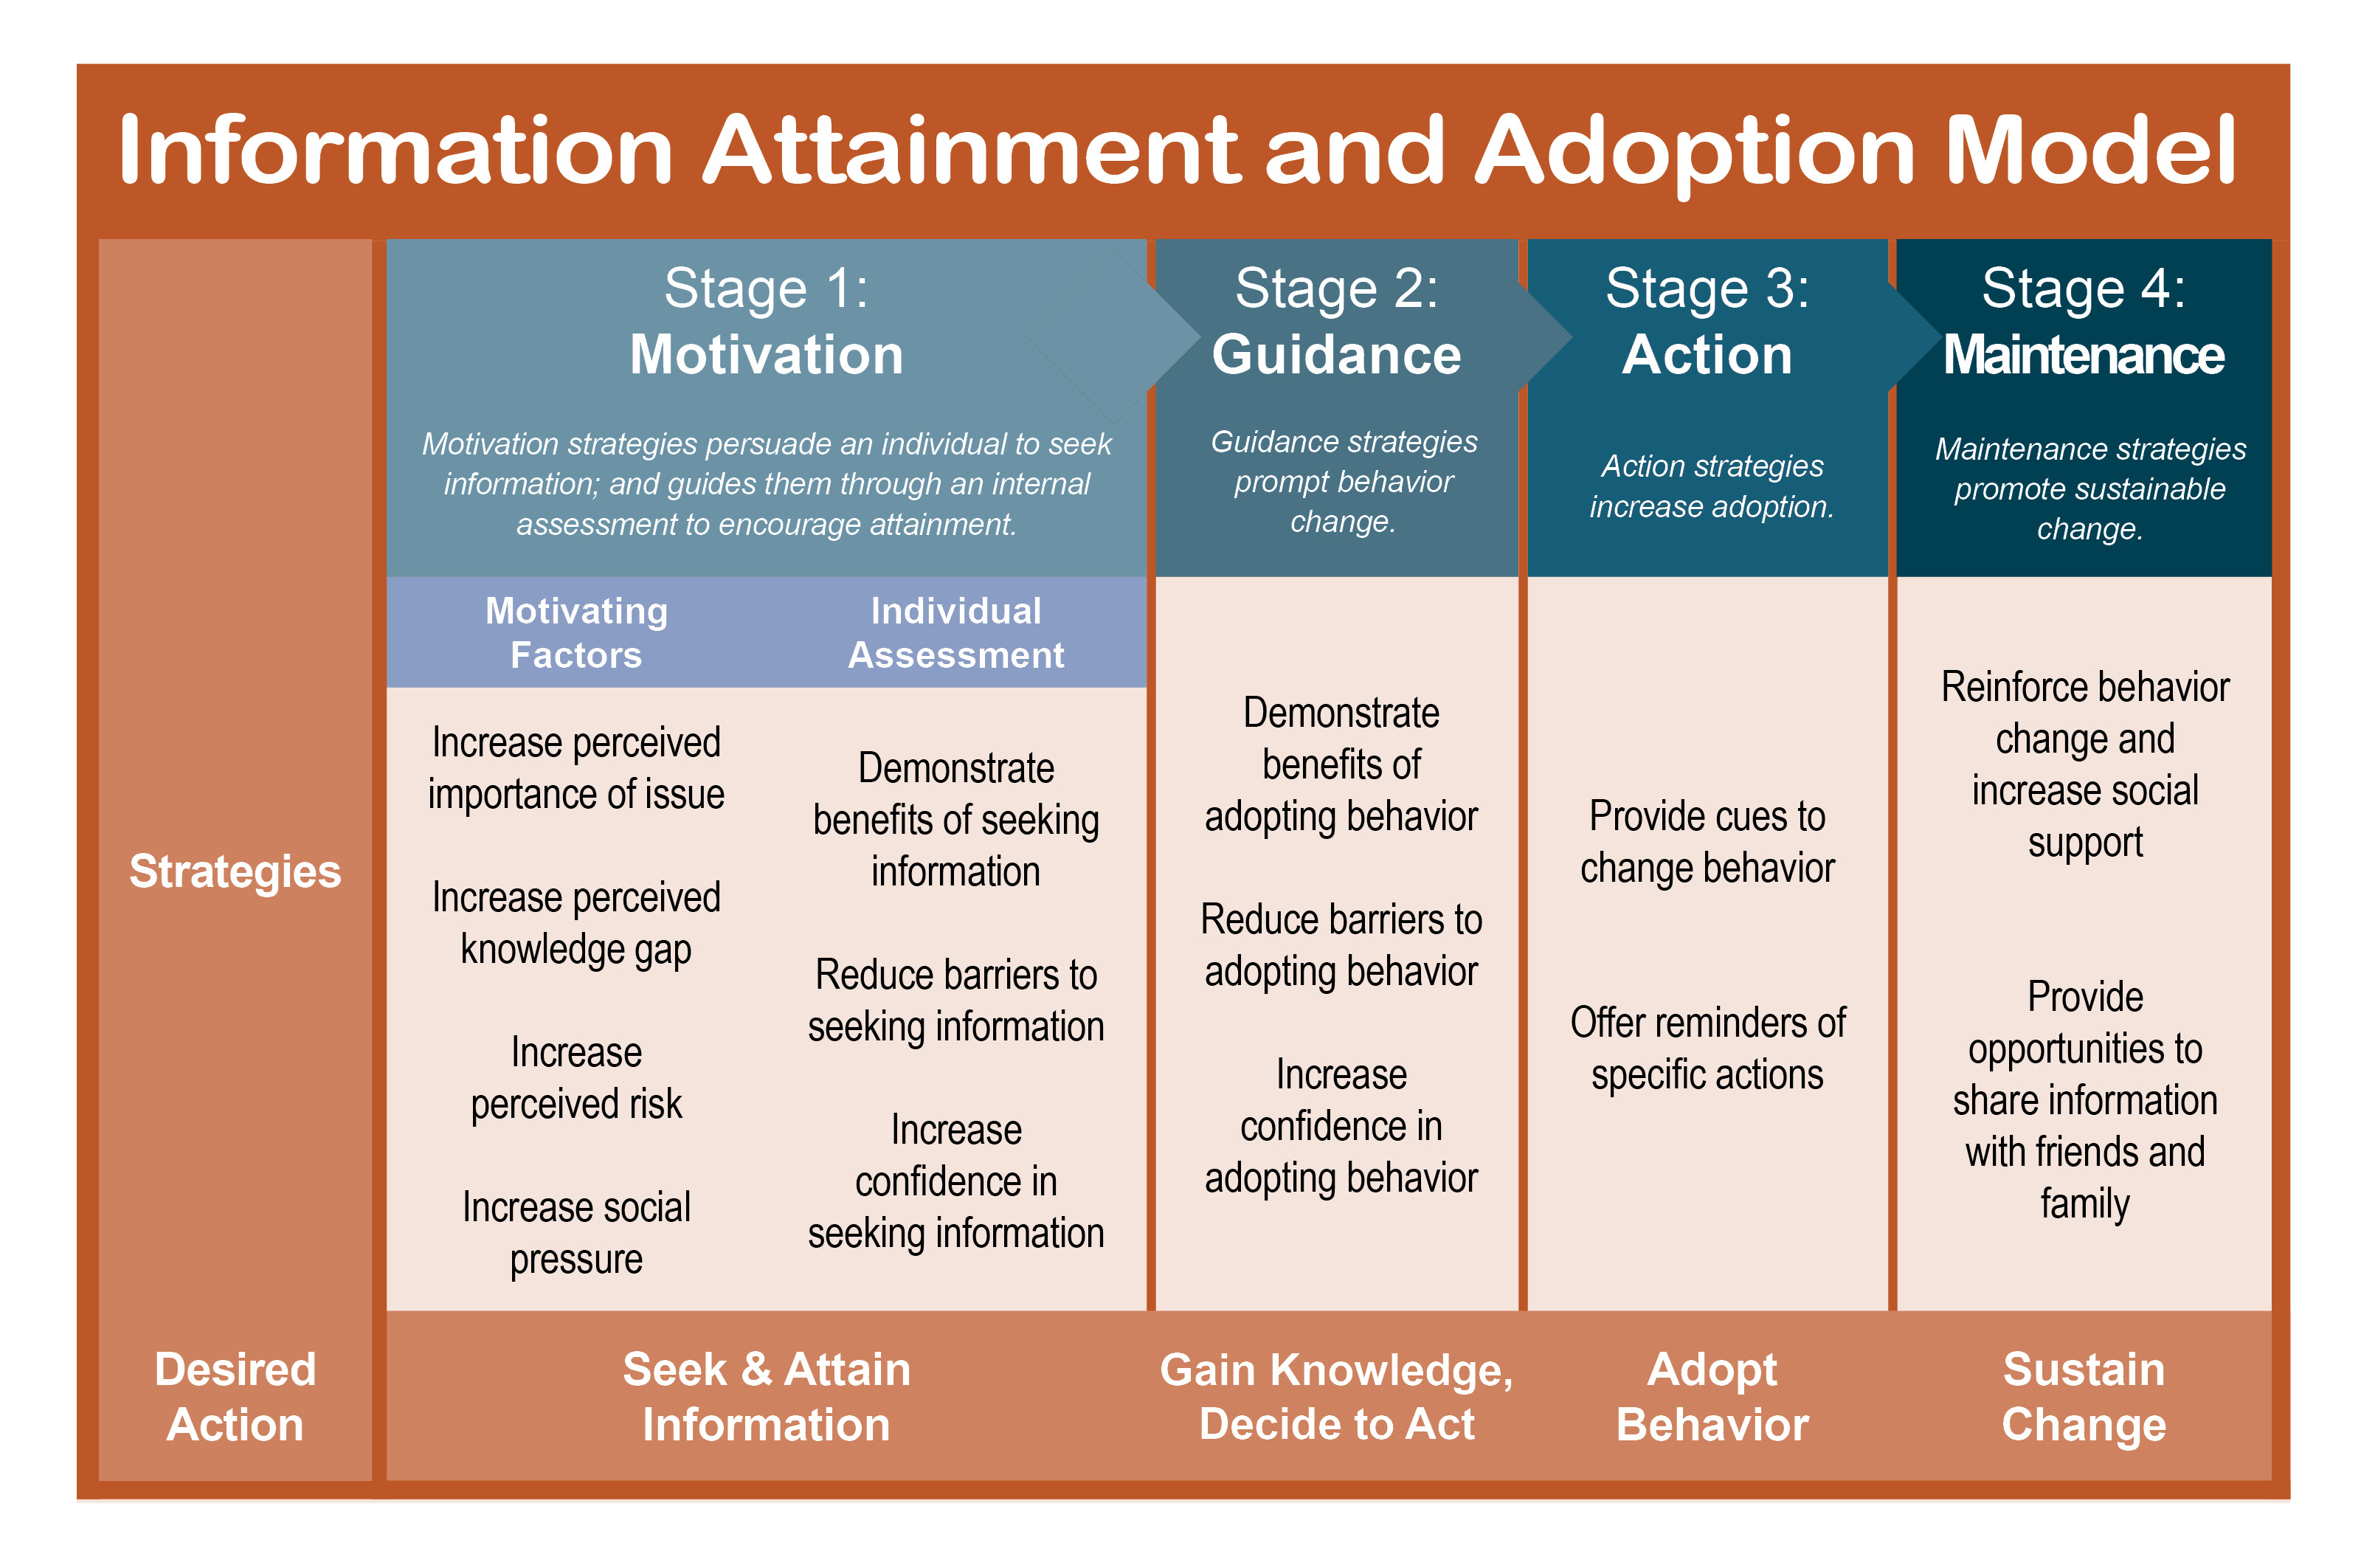 Information Attainment and Adoption Model
Stage 1:
Motivation
Motivation strategies persuade an individual to seek
information; and guides them through an internal
assessment to encourage attainment.
Stage 2:
Guidance
Guidance strategies
prompt behavior
change.
Stage 3:
Action
Action strategies
increase adoption.
Stage 4:
Maintenance
Maintenance strategies
promote sustainable
change.
Strategies
Motivating
Factors
Increase perceived
importance of issue
Increase perceived
knowledge gap
Increase
perceived risk
Increase social
pressure
Individual
Assessment
Demonstrate
benefits of seeking
information
Reduce barriers to
seeking information
Increase
confidence in
seeking information
Demonstrate
benefits of
adopting behavior
Reduce barriers to
adopting behavior
Increase
confidence in
adopting behavior
Provide cues to
change behavior
Offer reminders of
specific actions
Reinforce behavior
change and
increase social
support
Provide
opportunities to
share information
with friends and
family
Desired
Action
Seek & Attain
Information
Gain Knowledge,
Decide to Act
Adopt
Behavior
Sustain
Change